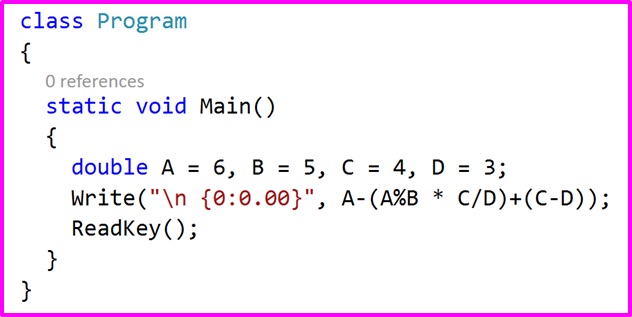 class Program
{
0 references
static void Main()
{
double A = 6, B = 5, C = 4, D = 3;
Write("\n {0:0.00}", A-(A%B * C/D)+(C-D));
ReadKey();
}
}